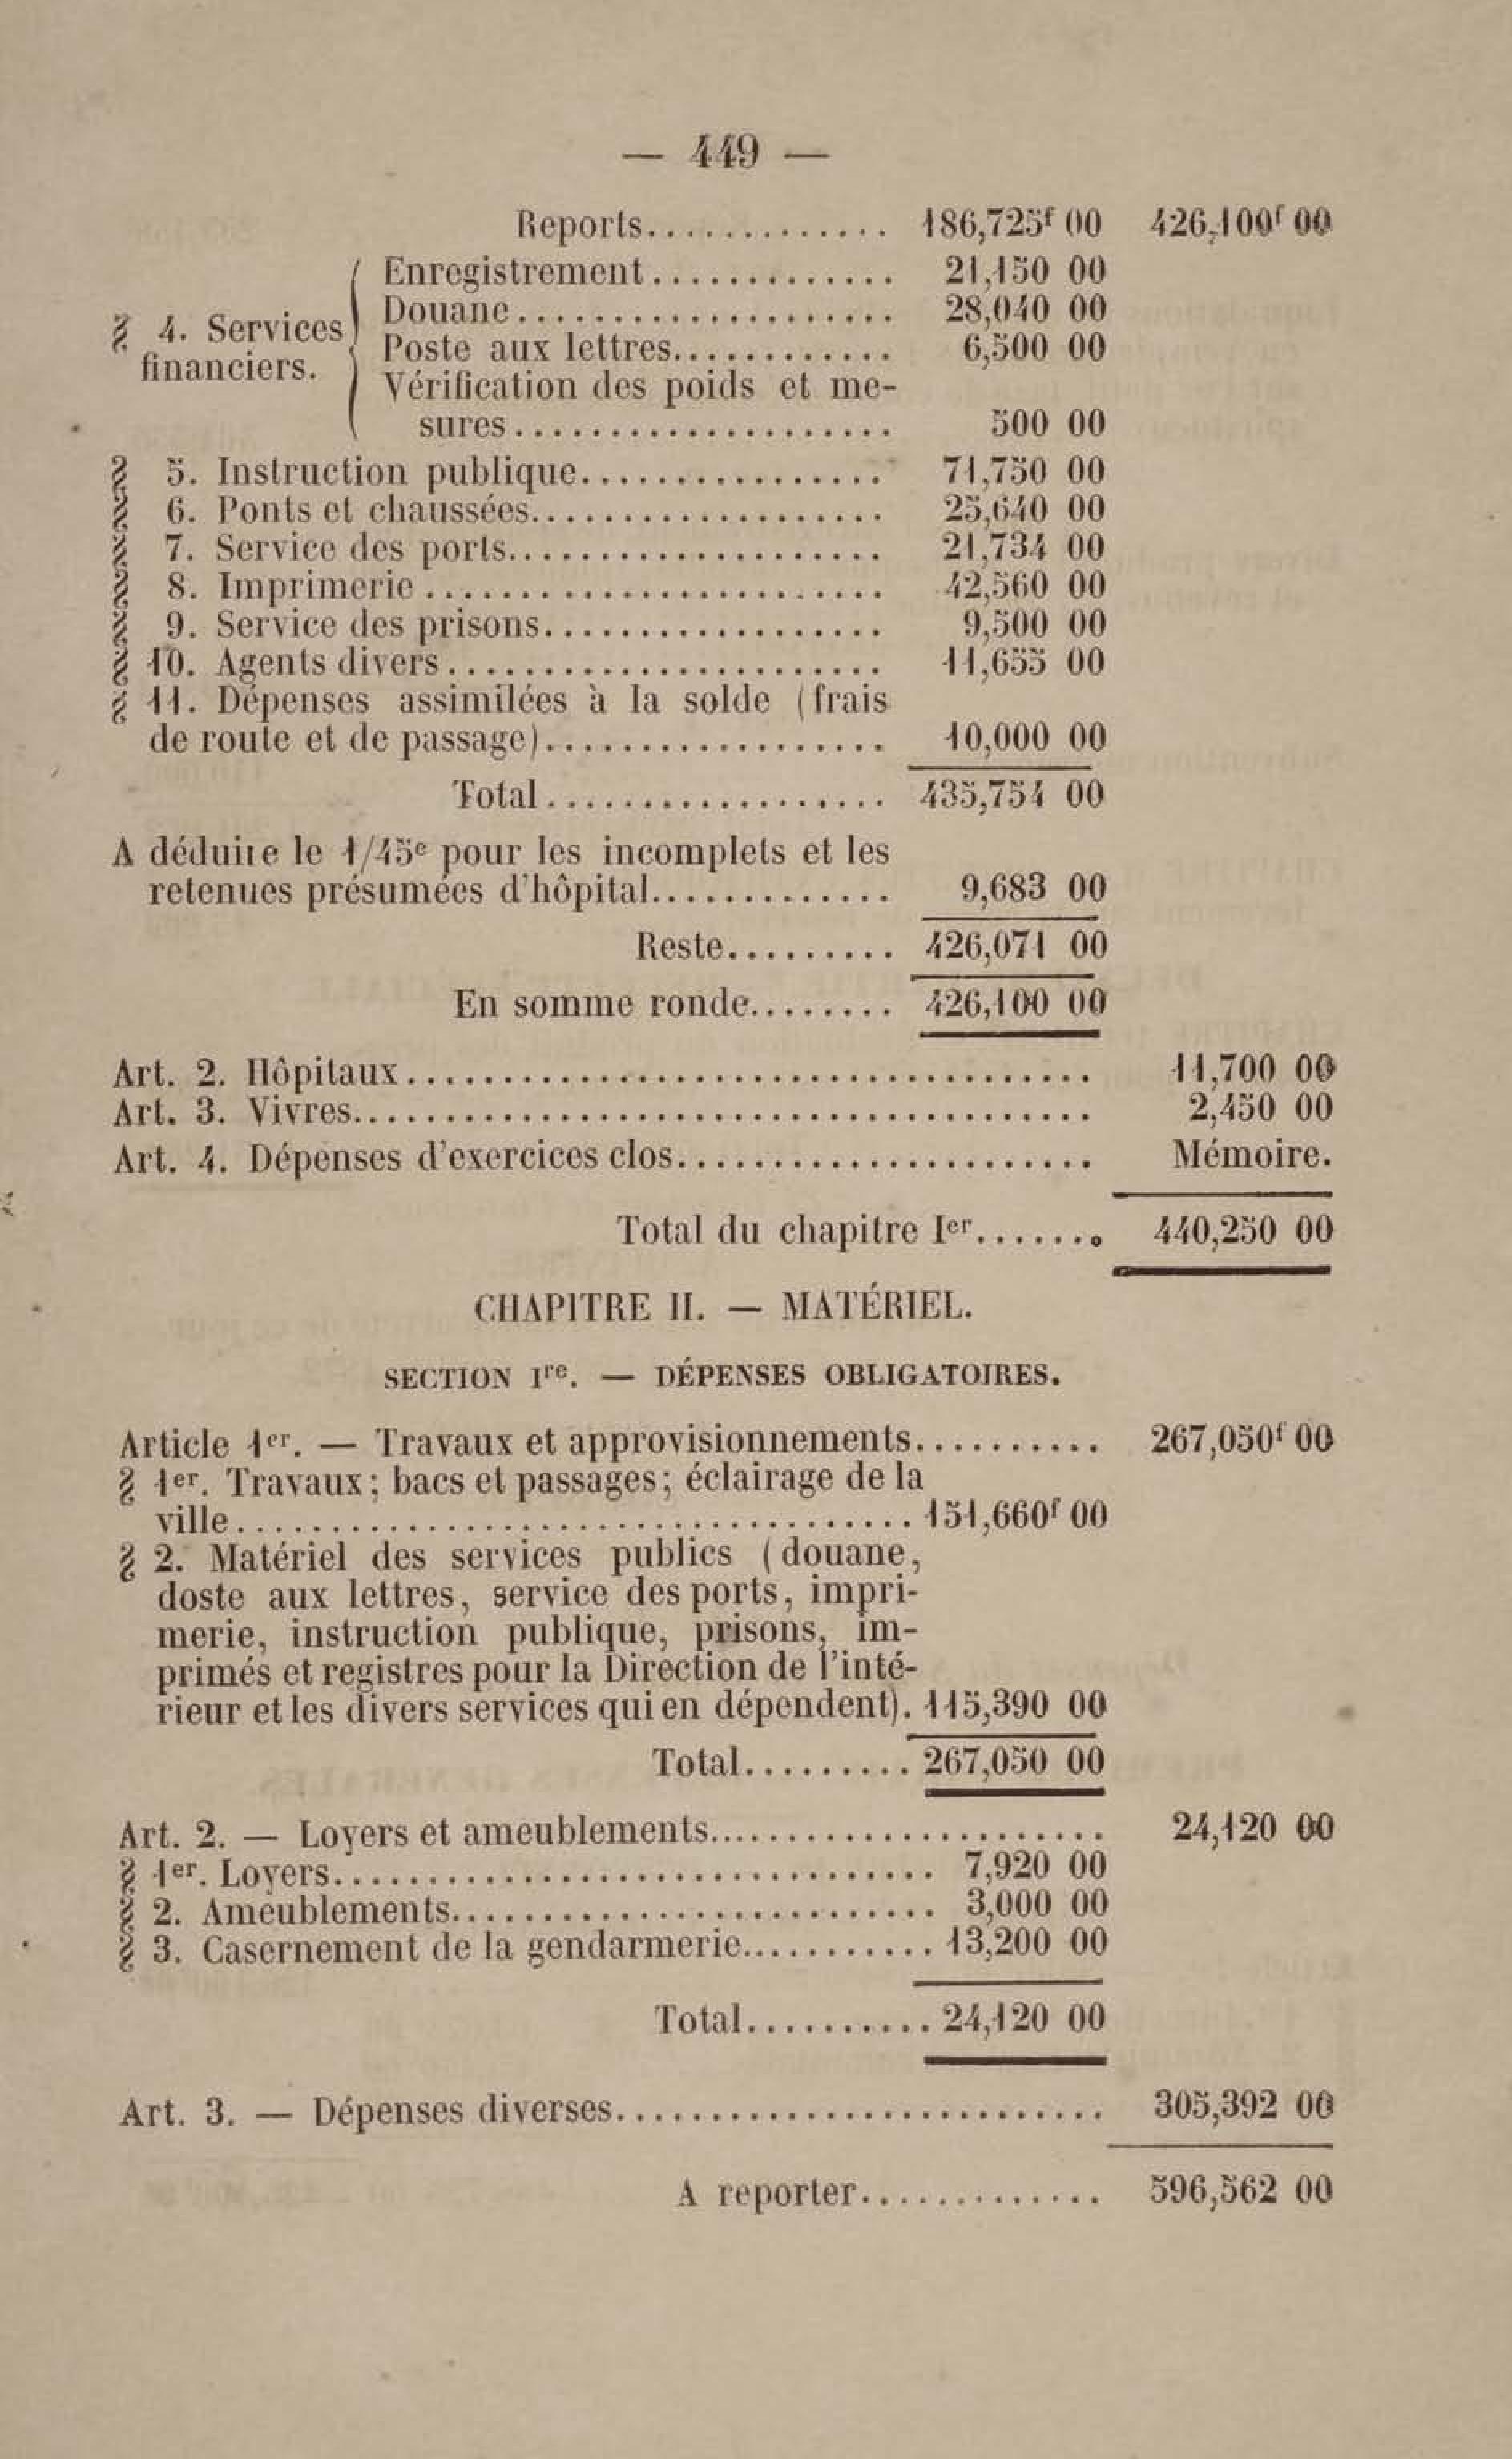 — 449 —
Reports............. 186,725f 00 426,100f 00
§ 4. Services financiers.
Enregistrement............. 21,150 00
Douane.................... 28,040 00
Poste aux lettres............ 6,500 00
Vérification des poids et me-
sures.................... 500 00
§ 5. Instruction publique................ 71,750 00
§ 6. Ponts et chaussées................... 25,640 00
§ 7. Service des ports.................... 21,734 00
§ 8. Imprimerie........................ 42,560 00
§ 9. Service des prisons.................. 9,500 00
§ 10. Agents divers....................... 11,655 00
§ 11. Dépenses assimilées à la solde (frais
de route et de passage).................. 10,000 00
Total.................. 435,754 00
A déduire le 1/45e pour les incomplets et les
retenues présumées d'hôpital............. 9,683 00
Reste......... 426,071 00
En somme ronde........ 426,100 00
Art. 2. Hôpitaux.................................... 11,700 00
Art. 3. Vivres....................................... 2,450 00
Art. 4. Dépenses d'exercices clos...................... Mémoire.
Total du chapitre Ier....... 440,250 00
CHAPITRE II. — MATÉRIEL.
SECTION Ire. — DÉPENSES OBLIGATOIRES.
Article 1er. — Travaux et approvisionnements.......... 267,050f 00
§ 1er. Travaux; bacs et passages; éclairage de la
ville.................................... 151,660f 00
§ 2. Matériel des services publics (douane,
doste aux lettres, service des ports, impri-
merie, instruction publique, prisons, im-
primés et registres pour la Direction de l'inté-
rieur et les divers services qui en dépendent). 115,390 00
Total......... 267,050 00
Art. 2. — Loyers et ameublements..................... 24,120 00
§ 1er. Loyers................................ 7,920 00
§ 2. Ameublements.......................... 3,000 00
§ 3. Casernement de la gendarmerie.......... 13,200 00
Total.......... 24,120 00
Art. 3. — Dépenses diverses.......................... 305,392 00
A reporter............. 596,562 00